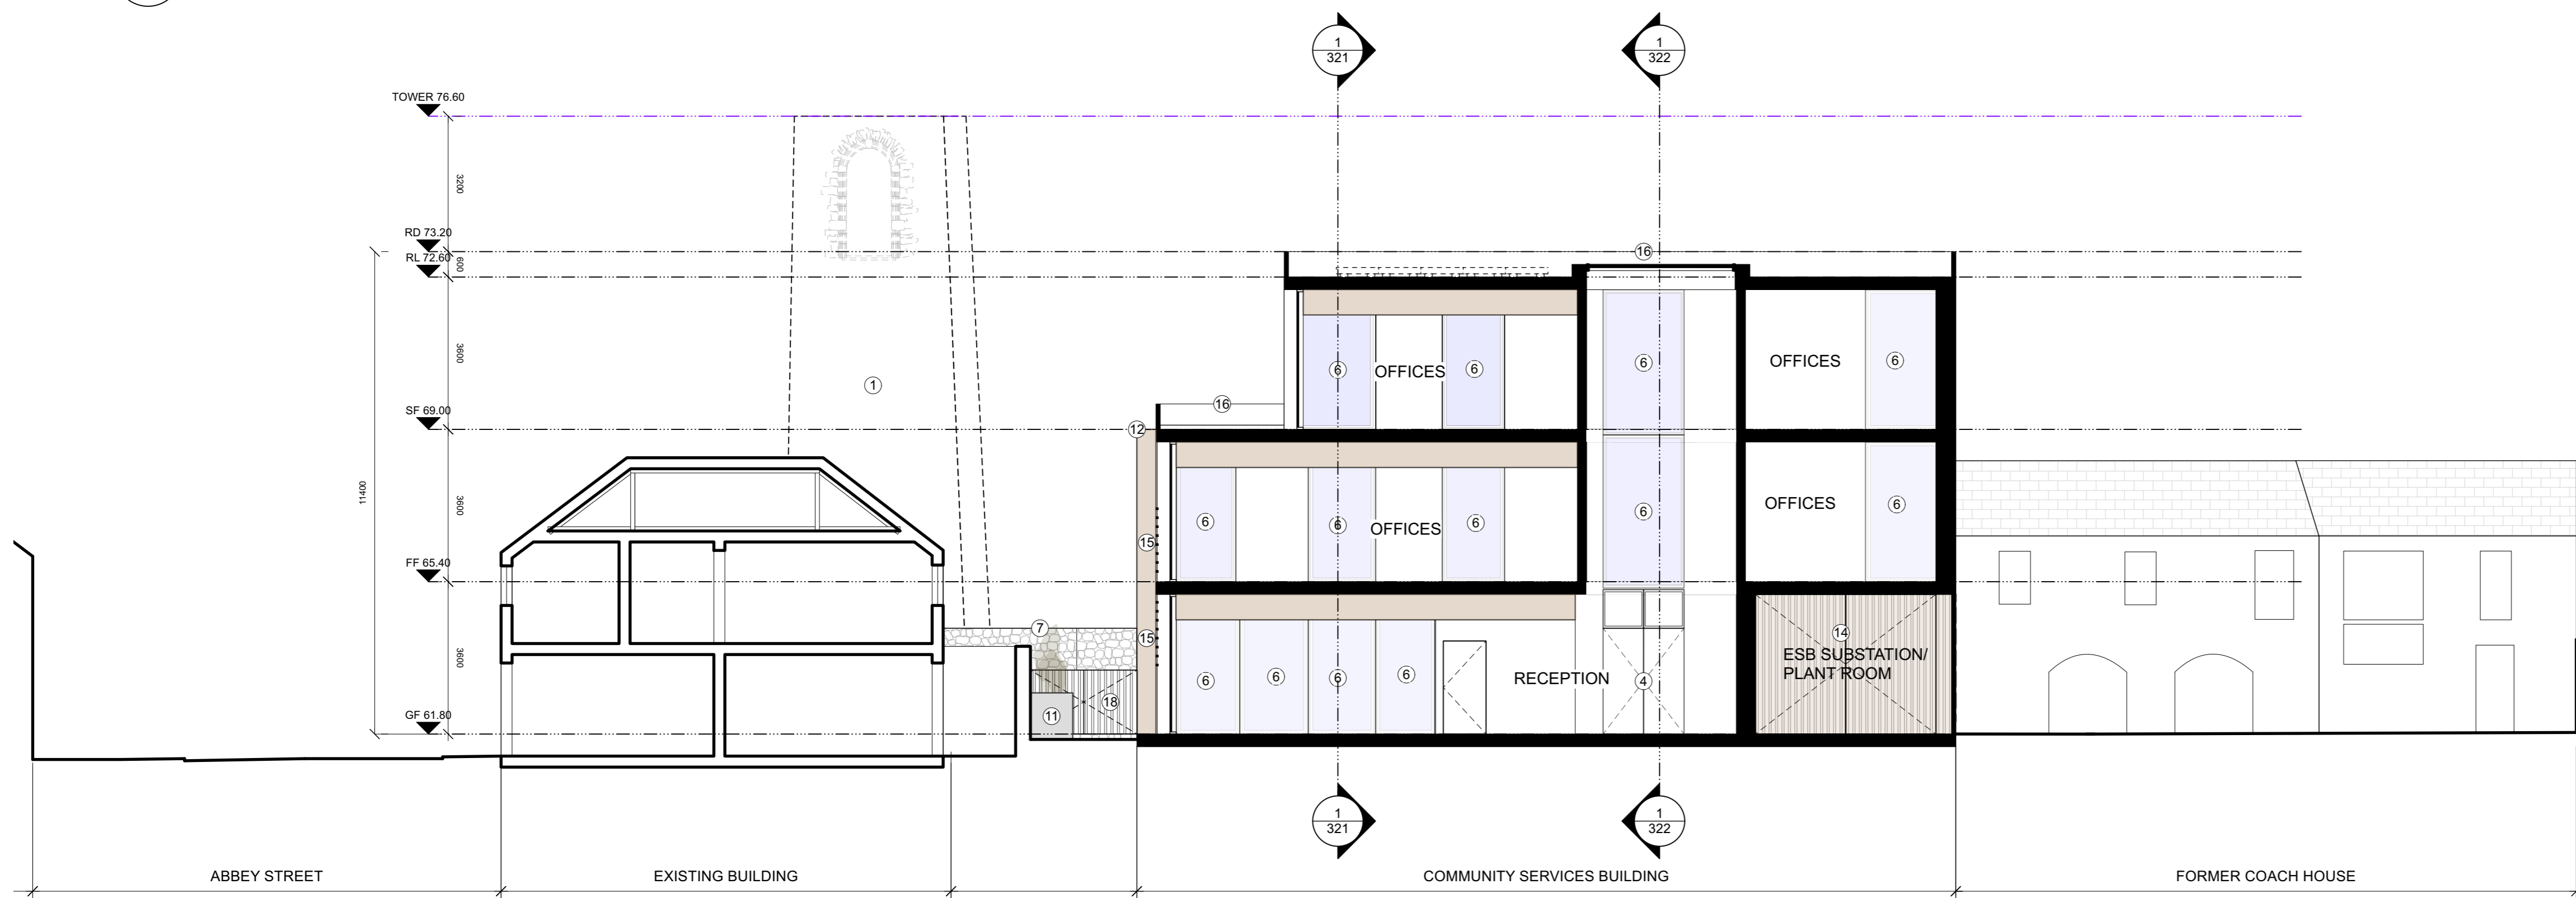 1
321
1
322
TOWER 76.60
3200
RD 73.20
16
RL 72.60
600
3600
6
OFFICES
6
6
OFFICES
6
1
16
SF 69.00
12
11400
3600
6
6
OFFICES
6
6
OFFICES
6
15
FF 65.40
7
15
3600
14
ESB SUBSTATION/
PLANT ROOM
6
6
6
6
RECEPTION
4
18
11
GF 61.80
1
321
1
322
ABBEY STREET
EXISTING BUILDING
COMMUNITY SERVICES BUILDING
FORMER COACH HOUSE